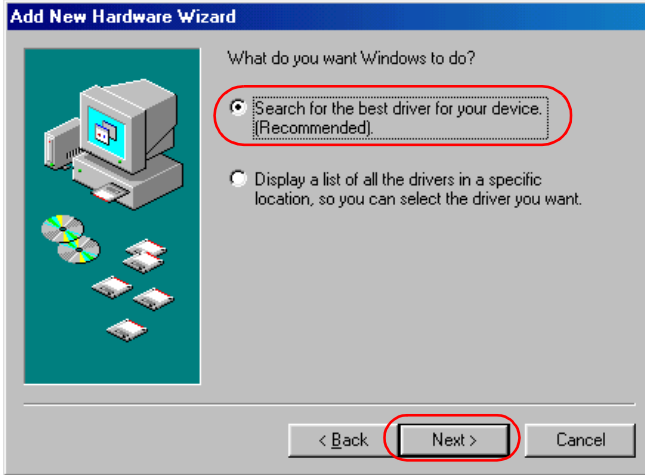 Add New Hardware Wizard
What do you want Windows to do?
Search for the best driver for your device.
(Recommended).
Display a list of all the drivers in a specific
location, so you can select the driver you want.
< Back
Next >
Cancel